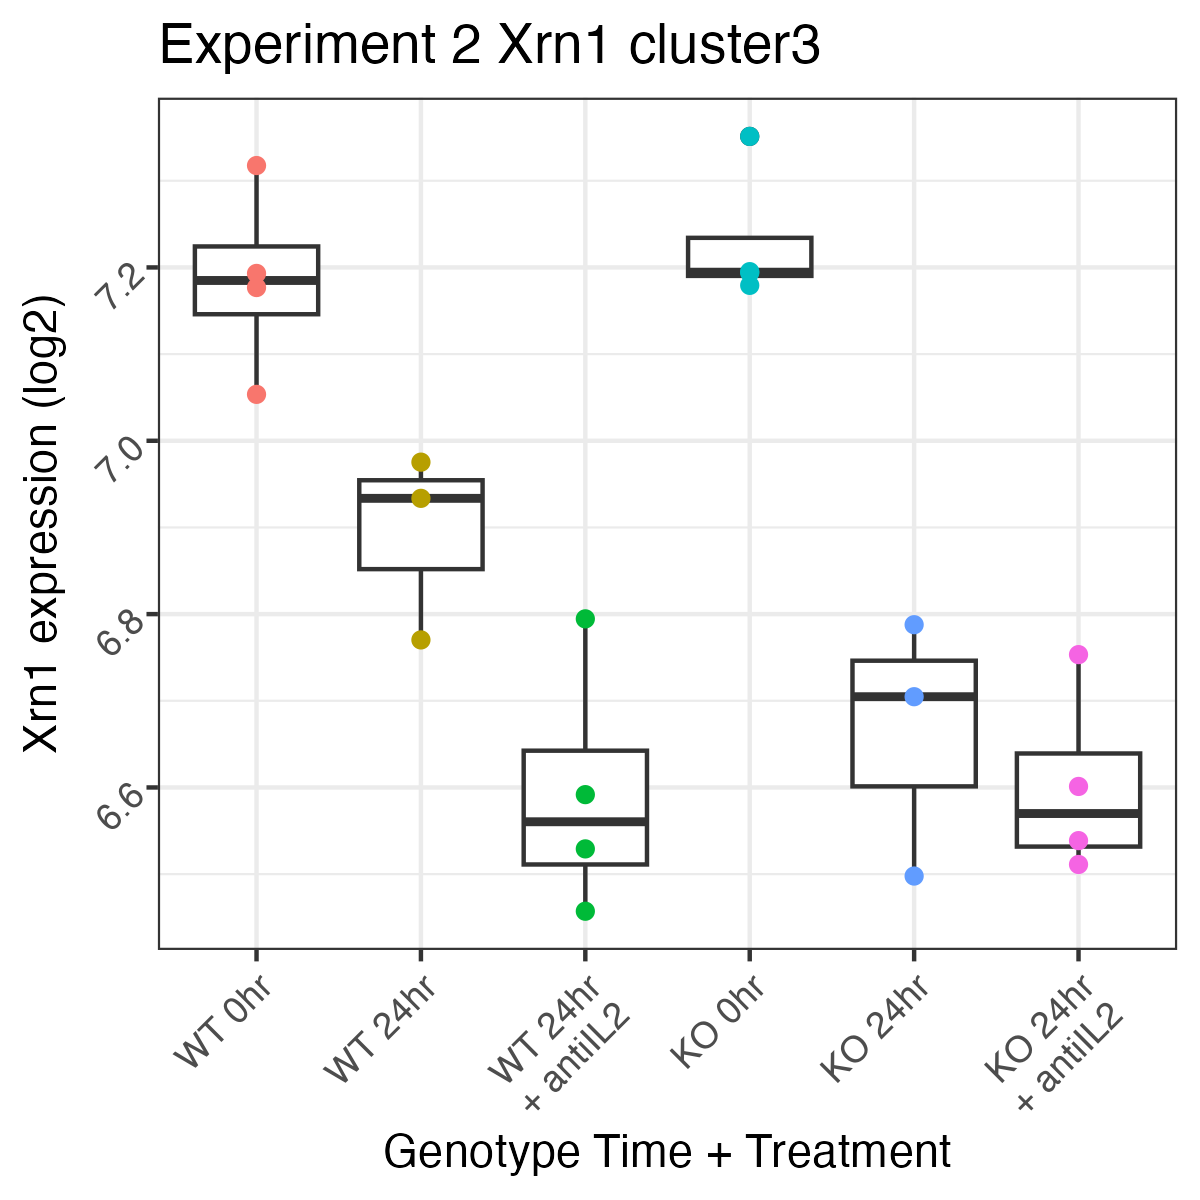 Experiment 2 Xrn1 cluster3
Xrn1 expression (log2)
7.2
7.0
6.8
6.6
WT 0hr
WT 24hr
WT 24hr
+ antiIL2
KO 0hr
KO 24hr
KO 24hr
+ antiIL2
Genotype Time + Treatment